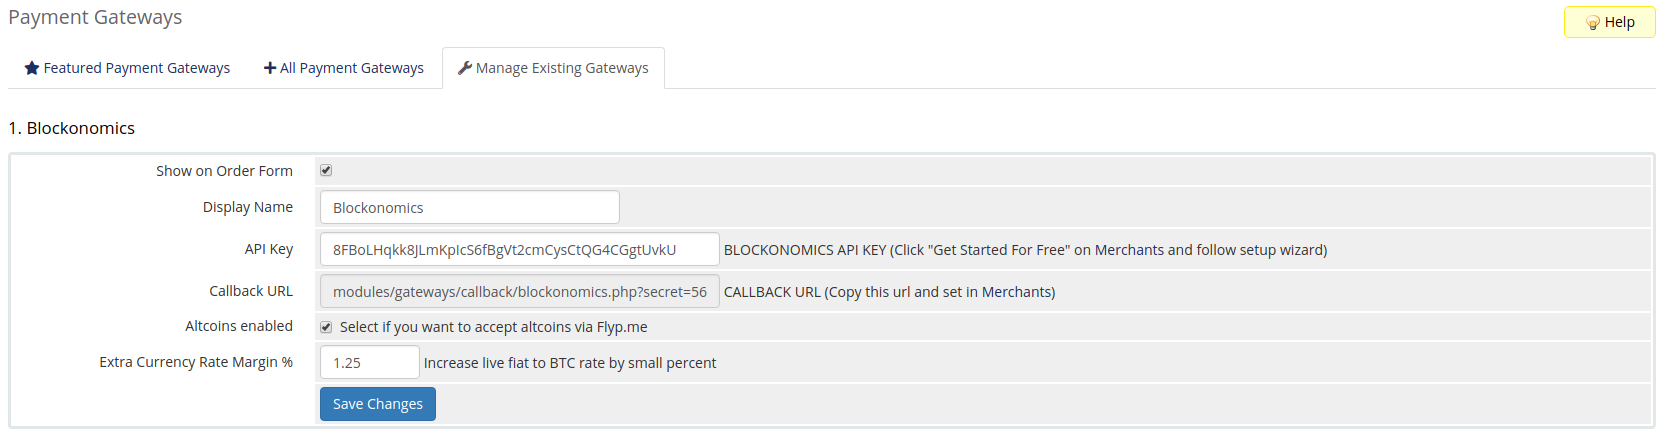 Payment Gateways
Help
Featured Payment Gateways
All Payment Gateways
Manage Existing Gateways
1. Blockonomics
Show on Order Form
Display Name Blockonomics
API Key 8FBoLHqkk8JLmKpIcS6fBgVt2cmCysCtQG4CGgtUvkU BLOCKONOMICS API KEY (Click "Get Started For Free" on Merchants and follow setup wizard)
Callback URL modules/gateways/callback/blockonomics.php?secret=56 CALLBACK URL (Copy this url and set in Merchants)
Altcoins enabled Select if you want to accept altcoins via Flyp.me
Extra Currency Rate Margin % 1.25 Increase live fiat to BTC rate by small percent
Save Changes